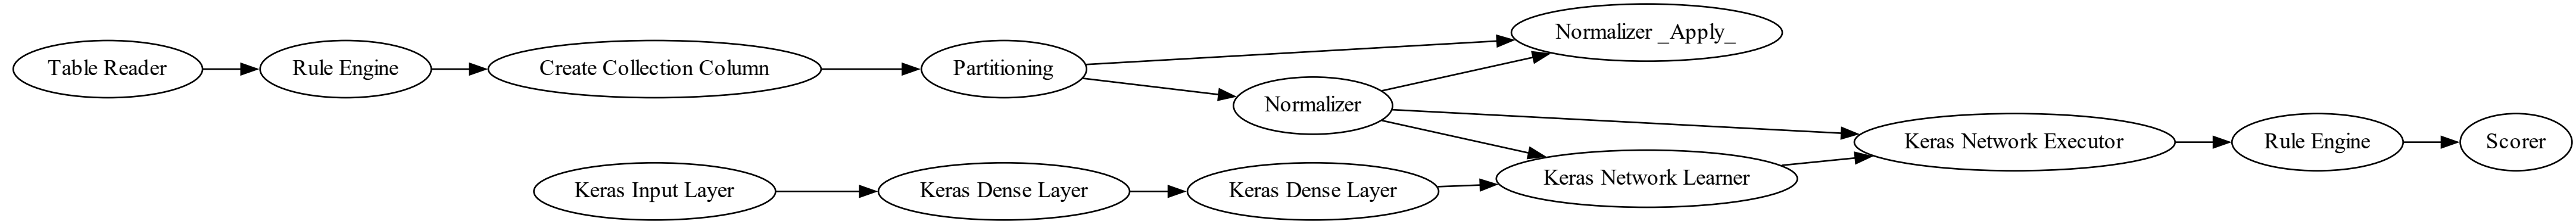 Table Reader
Rule Engine
Create Collection Column
Partitioning
Normalizer _Apply_
Normalizer
Keras Input Layer
Keras Dense Layer
Keras Dense Layer
Keras Network Learner
Keras Network Executor
Rule Engine
Scorer